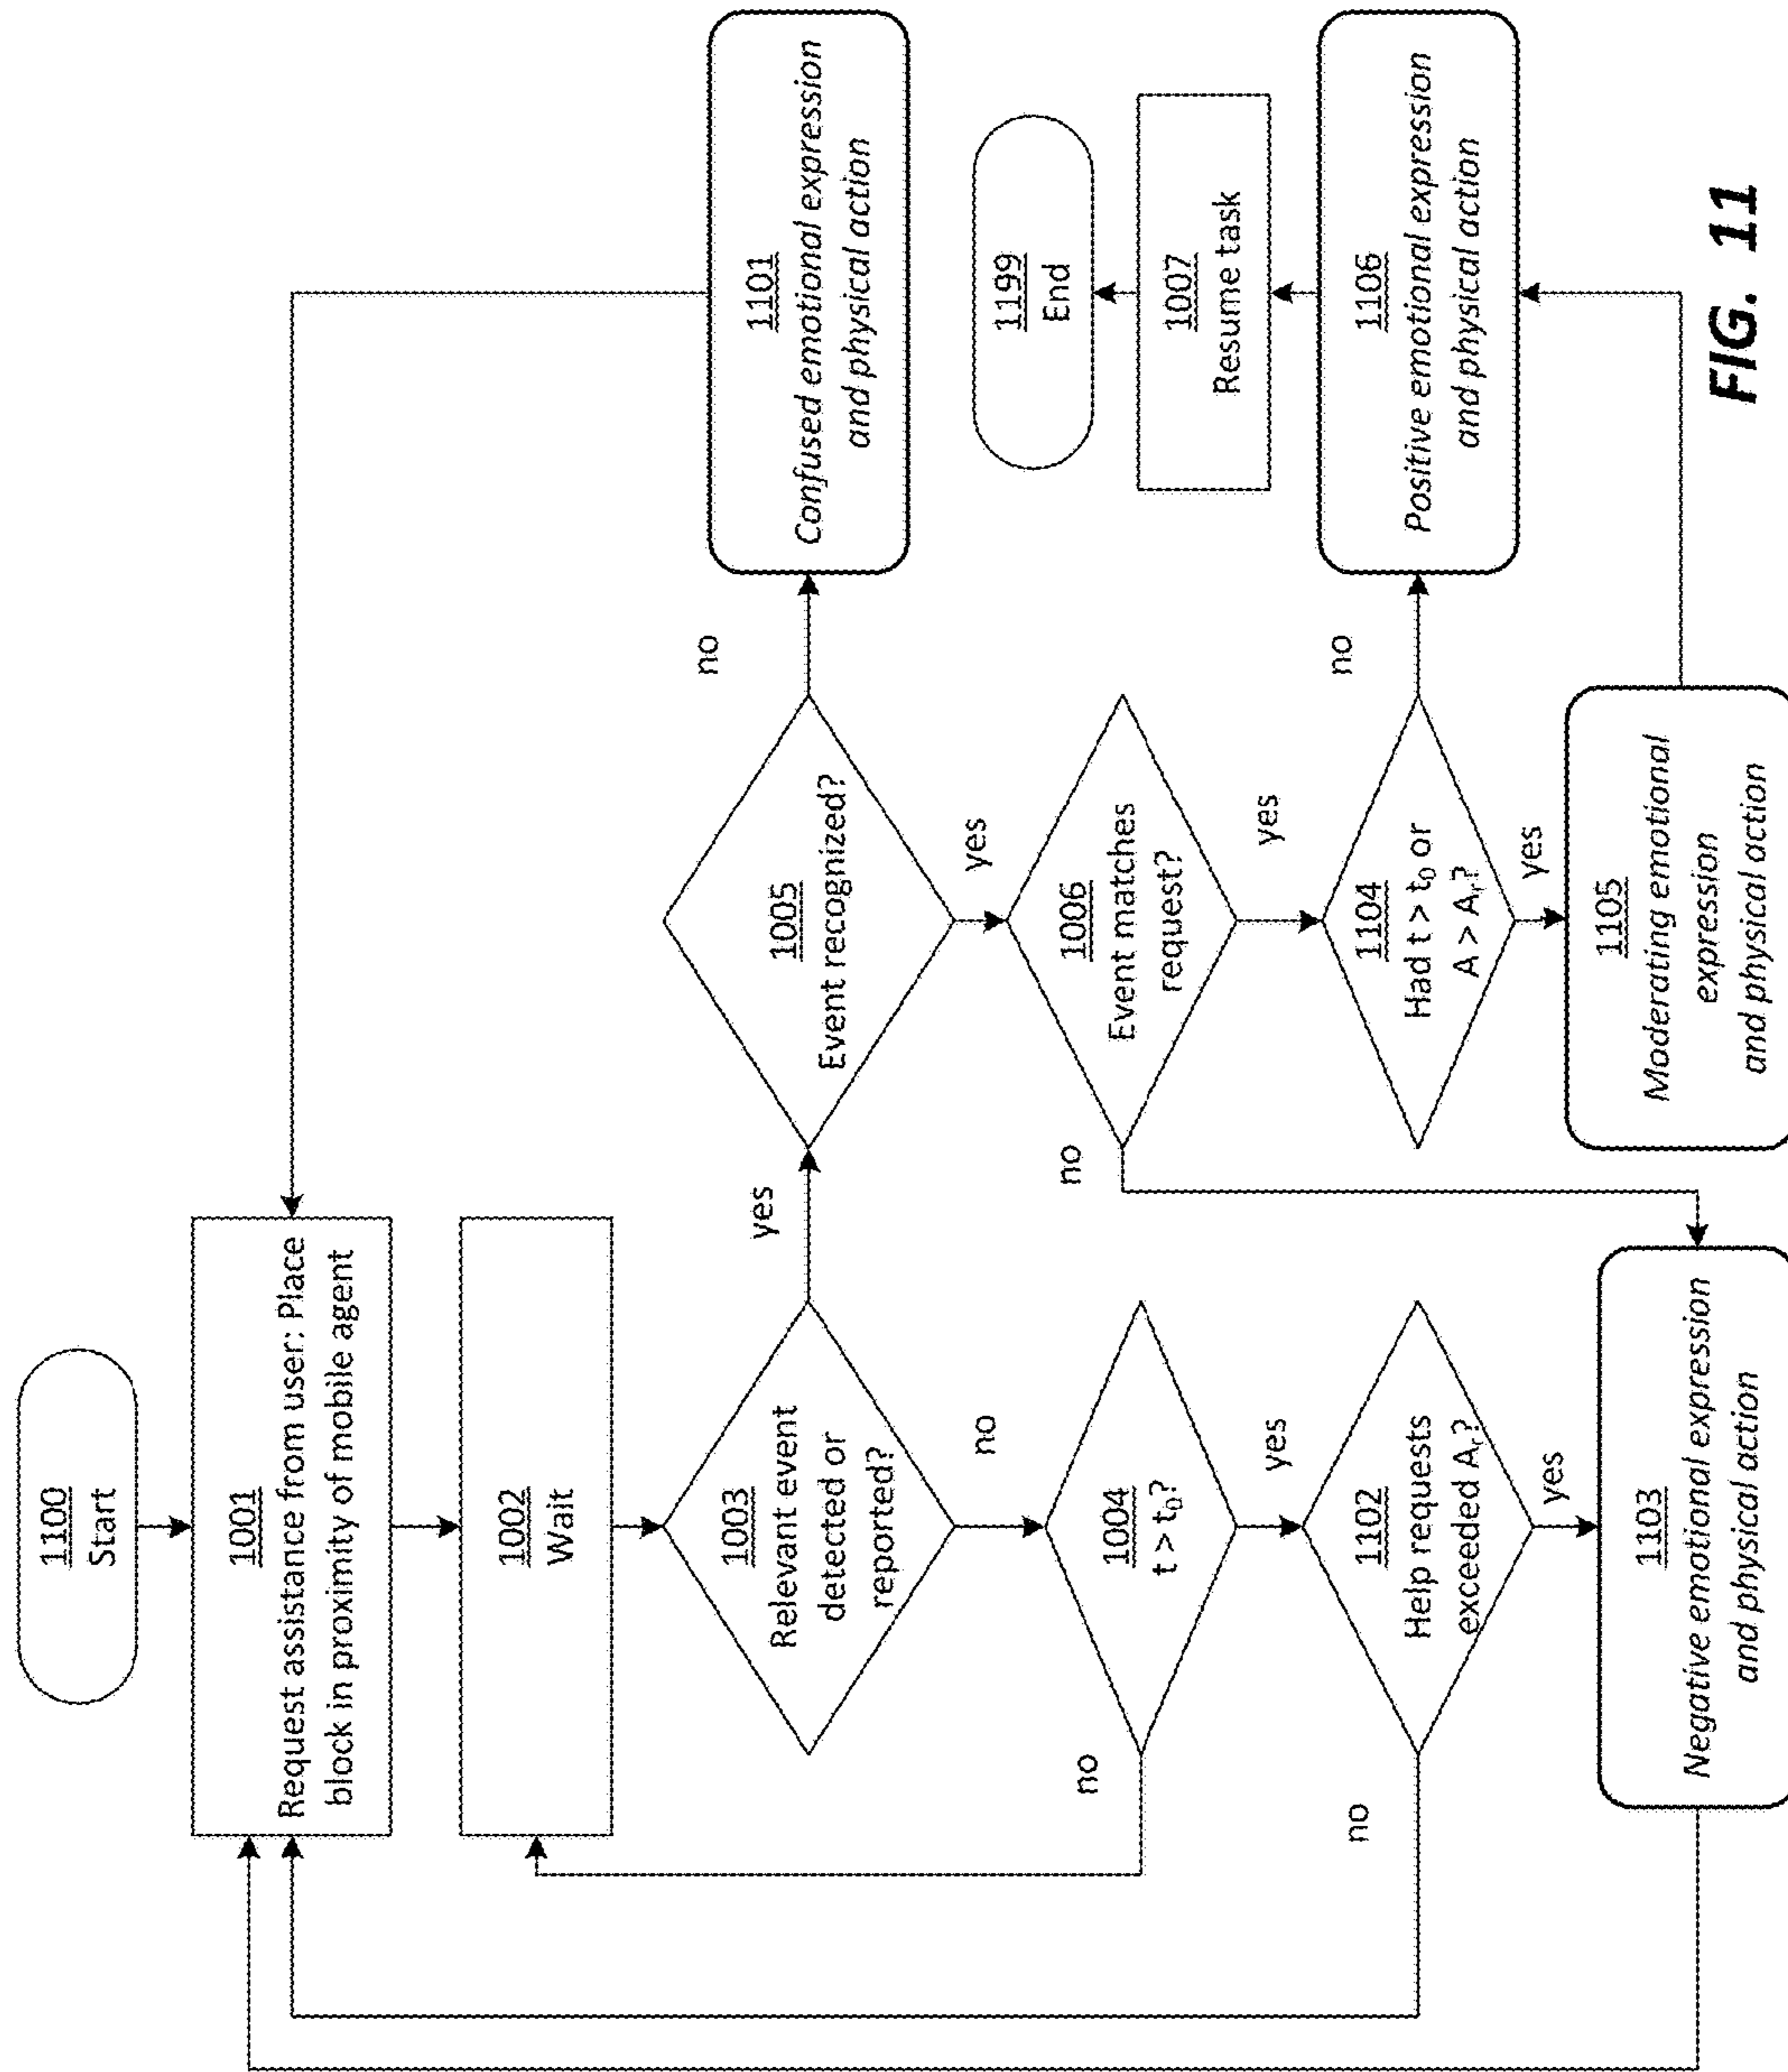 1100
Start
1001
Request assistance from user: Place
block in proximity of mobile agent
1002
Wait
1003
Relevant event
detected or
reported?
yes
no
1004
t > t₀?
no
yes
1102
Help requests
exceeded Aᵣ?
no
yes
1103
Negative emotional expression
and physical action
1005
Event recognized?
no
yes
1101
Confused emotional expression
and physical action
1006
Event matches
request?
no
yes
1104
Had t > t₀ or
A > Aᵣ?
no
yes
1105
Moderating emotional
expression
and physical action
1106
Positive emotional expression
and physical action
1007
Resume task
1199
End
FIG. 11